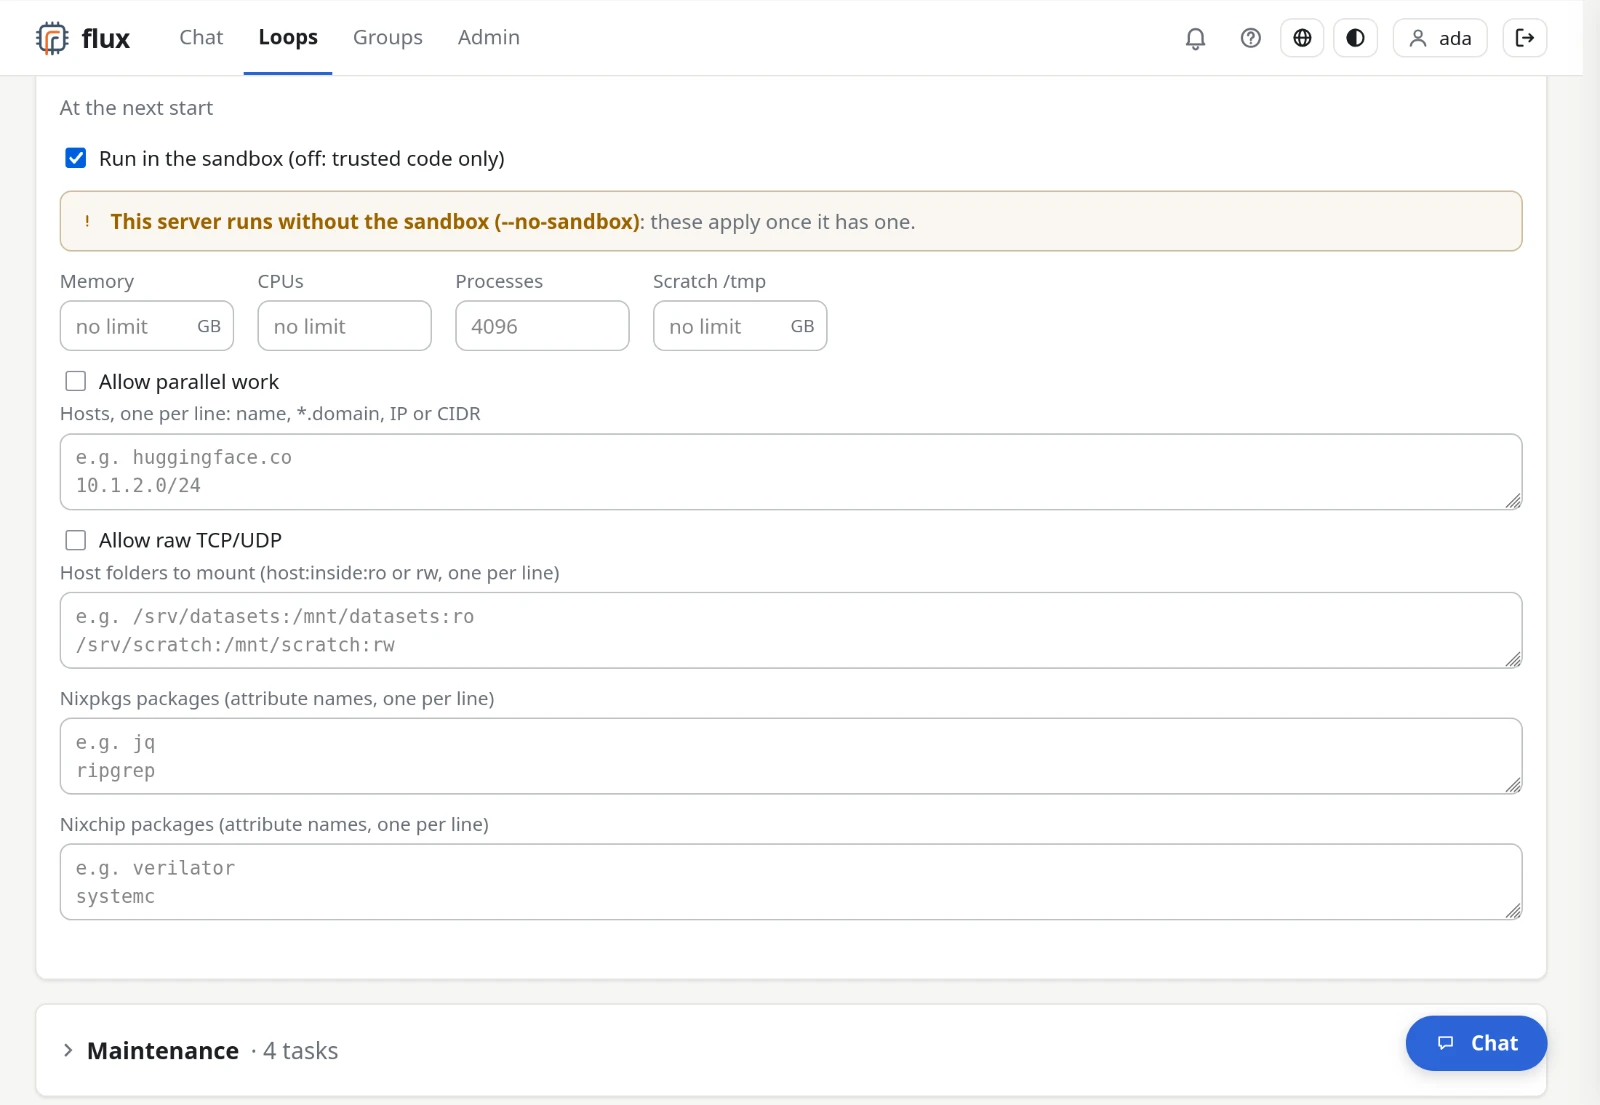 flux
Chat
Loops
Groups
Admin
ada
At the next start
Run in the sandbox (off: trusted code only)
! This server runs without the sandbox (--no-sandbox): these apply once it has one.
Memory
CPUs
Processes
Scratch /tmp
no limit GB
no limit
4096
no limit GB
Allow parallel work
Hosts, one per line: name, *.domain, IP or CIDR
e.g. huggingface.co
10.1.2.0/24
Allow raw TCP/UDP
Host folders to mount (host:inside:ro or rw, one per line)
e.g. /srv/datasets:/mnt/datasets:ro
/srv/scratch:/mnt/scratch:rw
Nixpkgs packages (attribute names, one per line)
e.g. jq
ripgrep
Nixchip packages (attribute names, one per line)
e.g. verilator
systemc
Maintenance · 4 tasks
Chat